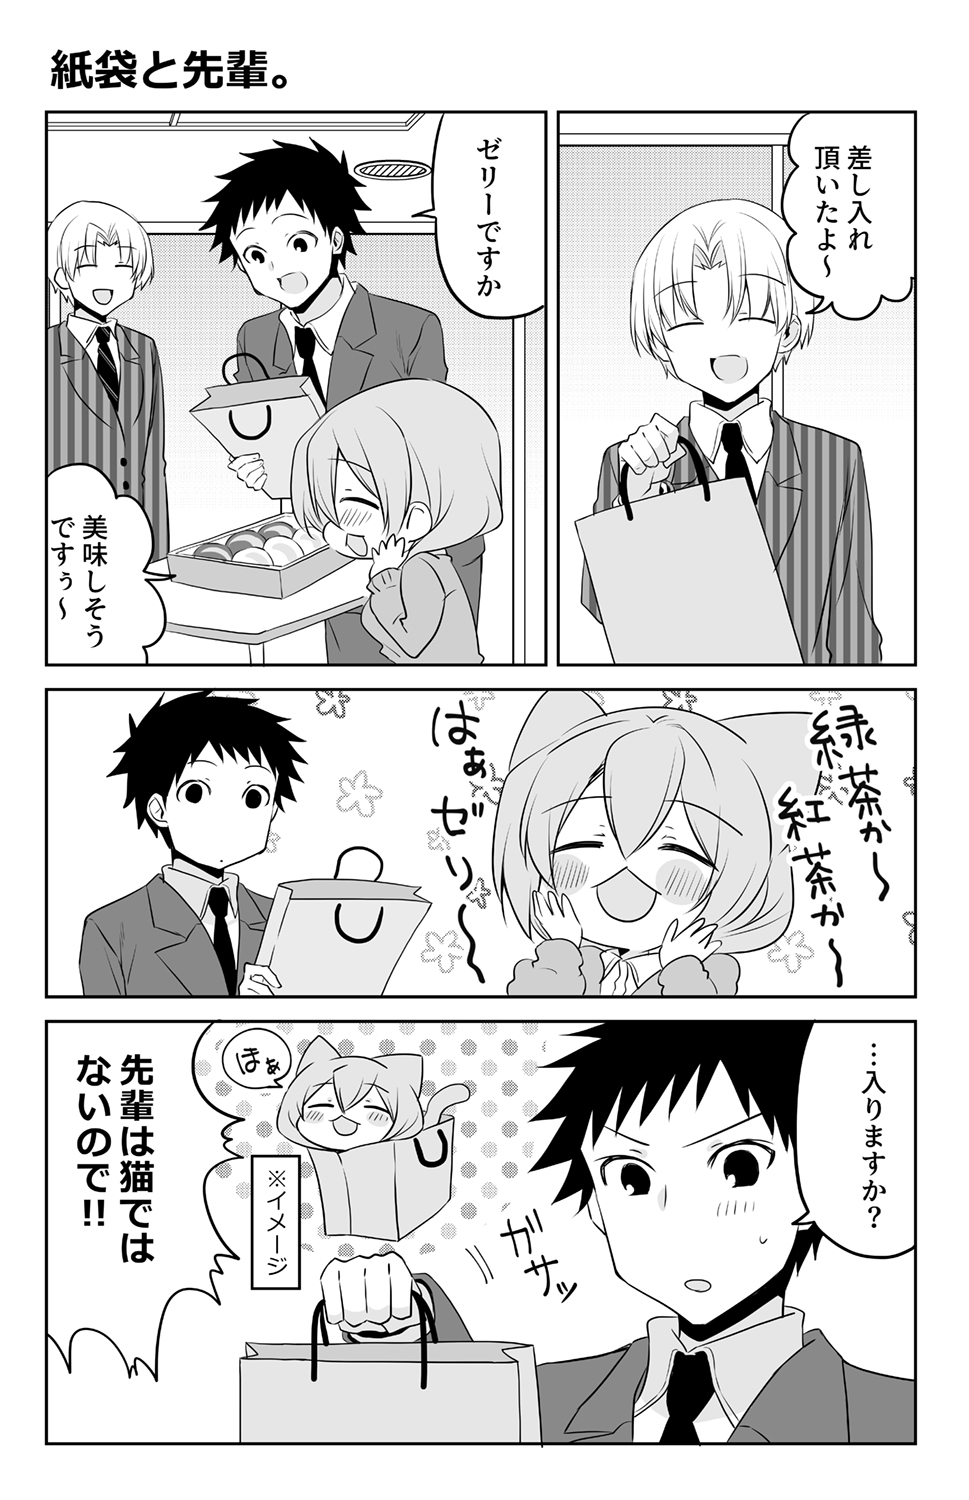 紙袋と先輩。
差し入れ
頂いたよ～
ゼリーですか
美味しそう
ですぅ～
緑茶か～
紅茶か～
はぁ
ゼリ～
…入りますか？
ガサッ
ほぁ
※イメージ
先輩は猫では
ないので!!